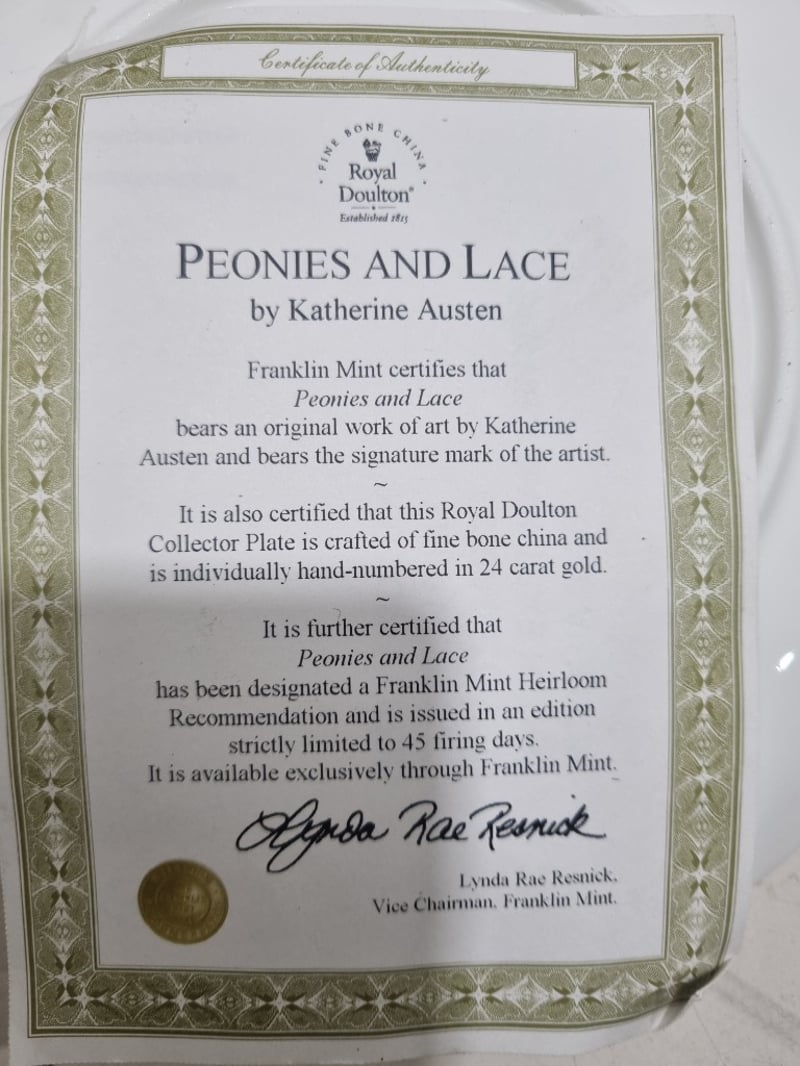 Certificate of Authenticity
FINE BONE CHINA
Royal
Doulton®
Established 1815
PEONIES AND LACE
by Katherine Austen
Franklin Mint certifies that
Peonies and Lace
bears an original work of art by Katherine
Austen and bears the signature mark of the artist.
~
It is also certified that this Royal Doulton
Collector Plate is crafted of fine bone china and
is individually hand-numbered in 24 carat gold.
~
It is further certified that
Peonies and Lace
has been designated a Franklin Mint Heirloom
Recommendation and is issued in an edition
strictly limited to 45 firing days.
It is available exclusively through Franklin Mint.
Lynda Rae Resnick
Lynda Rae Resnick,
Vice Chairman, Franklin Mint.